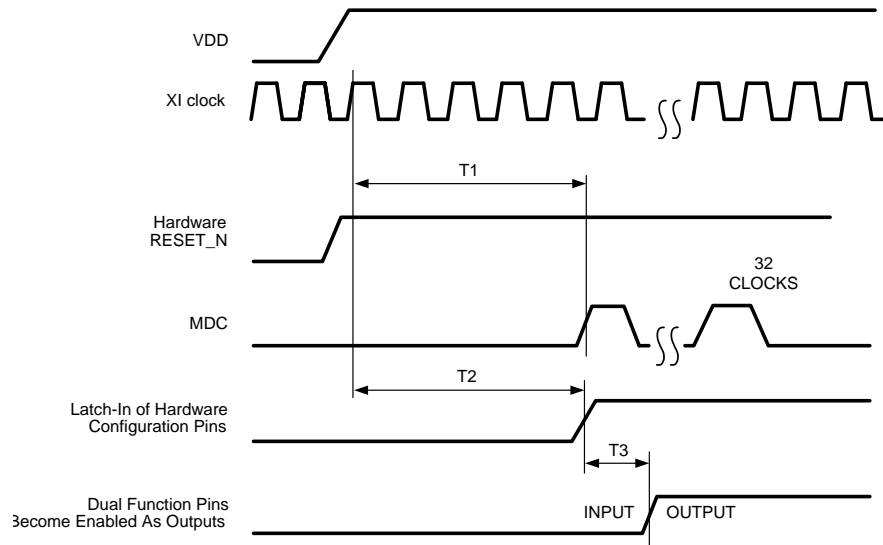 VDD
XI clock
T1
Hardware
RESET_N
32
CLOCKS
MDC
T2
Latch-In of Hardware
Configuration Pins
T3
Dual Function Pins
Become Enabled As Outputs
INPUT
OUTPUT